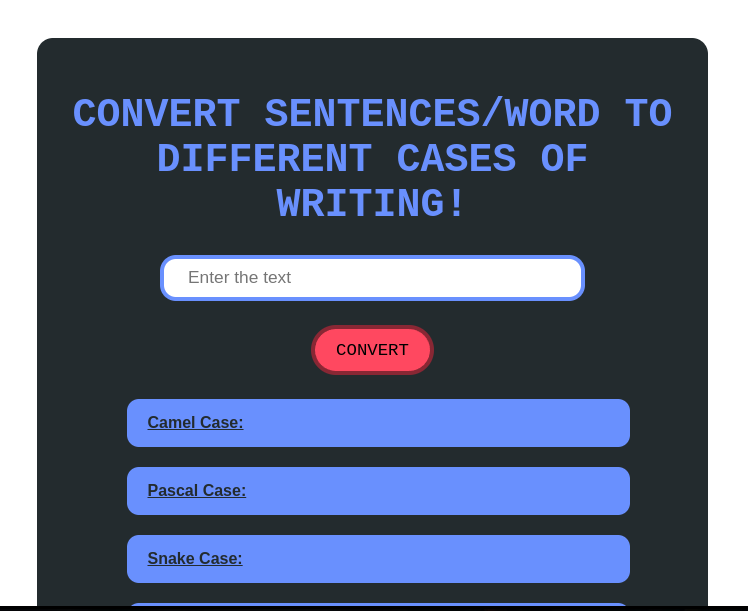 CONVERT SENTENCES/WORD TO
DIFFERENT CASES OF
WRITING!
Enter the text
CONVERT
Camel Case:
Pascal Case:
Snake Case: